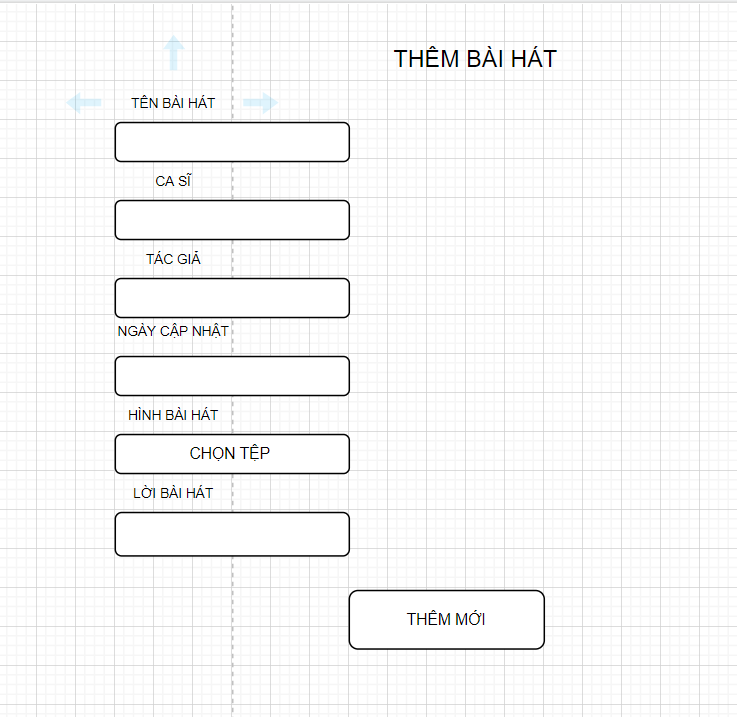 THÊM BÀI HÁT
TÊN BÀI HÁT
CA SĨ
TÁC GIẢ
NGÀY CẬP NHẬT
HÌNH BÀI HÁT
CHỌN TỆP
LỜI BÀI HÁT
THÊM MỚI